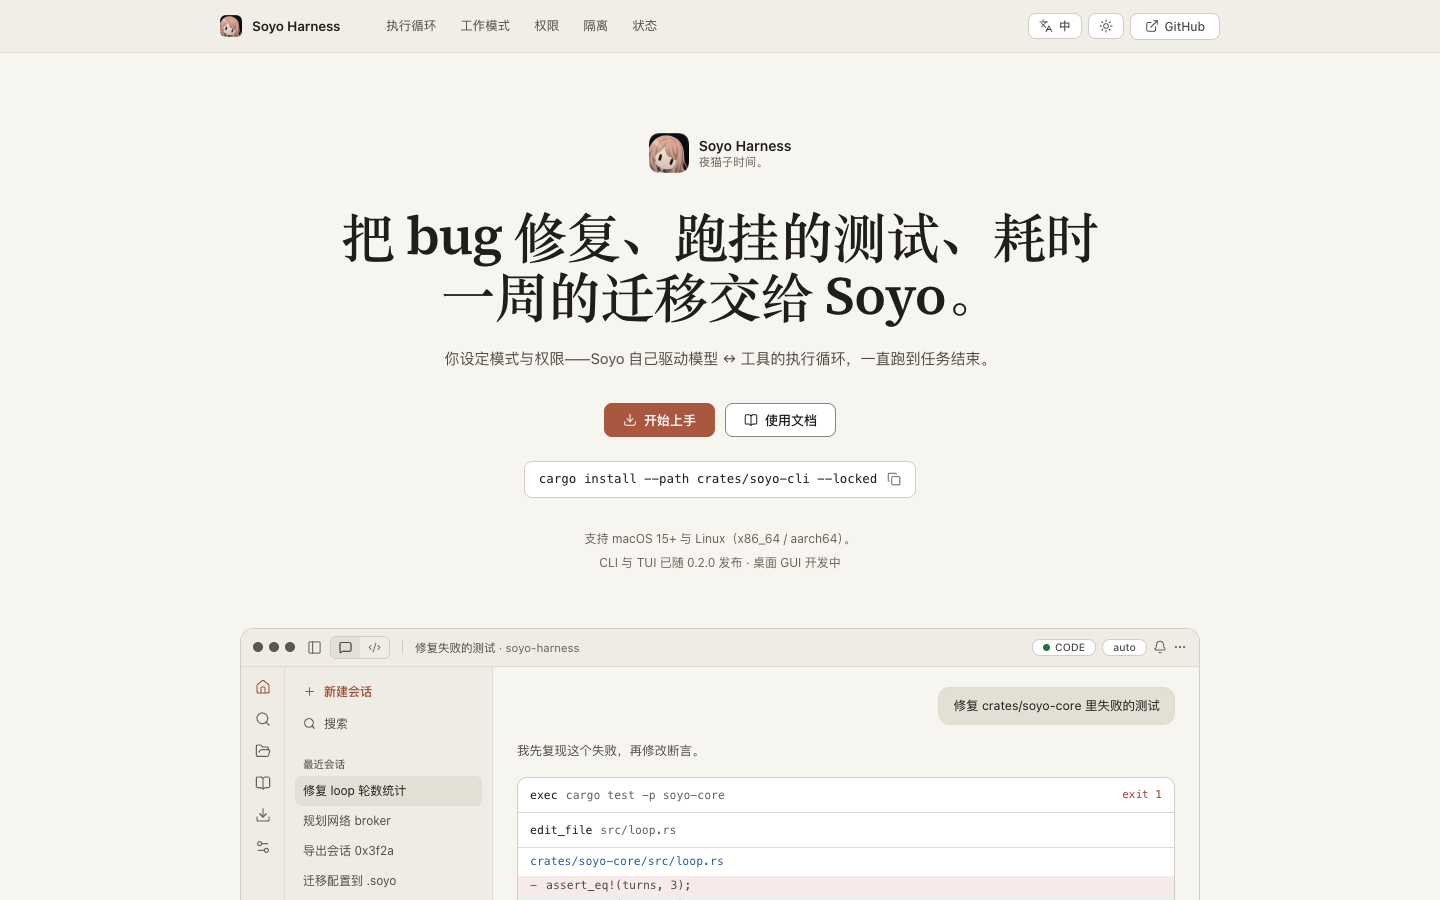 Soyo Harness
执行循环
工作模式
权限
隔离
状态
中
GitHub
Soyo Harness
夜猫子时间。
把 bug 修复、跑挂的测试、耗时
一周的迁移交给 Soyo。
你设定模式与权限——Soyo 自己驱动模型 ↔ 工具的执行循环，一直跑到任务结束。
开始上手
使用文档
cargo install --path crates/soyo-cli --locked
支持 macOS 15+ 与 Linux（x86_64 / aarch64）。
CLI 与 TUI 已随 0.2.0 发布 · 桌面 GUI 开发中
修复失败的测试 · soyo-harness
CODE
auto
新建会话
搜索
最近会话
修复 loop 轮数统计
规划网络 broker
导出会话 0x3f2a
迁移配置到 .soyo
修复 crates/soyo-core 里失败的测试
我先复现这个失败，再修改断言。
exec cargo test -p soyo-core
exit 1
edit_file src/loop.rs
crates/soyo-core/src/loop.rs
- assert_eq!(turns, 3);